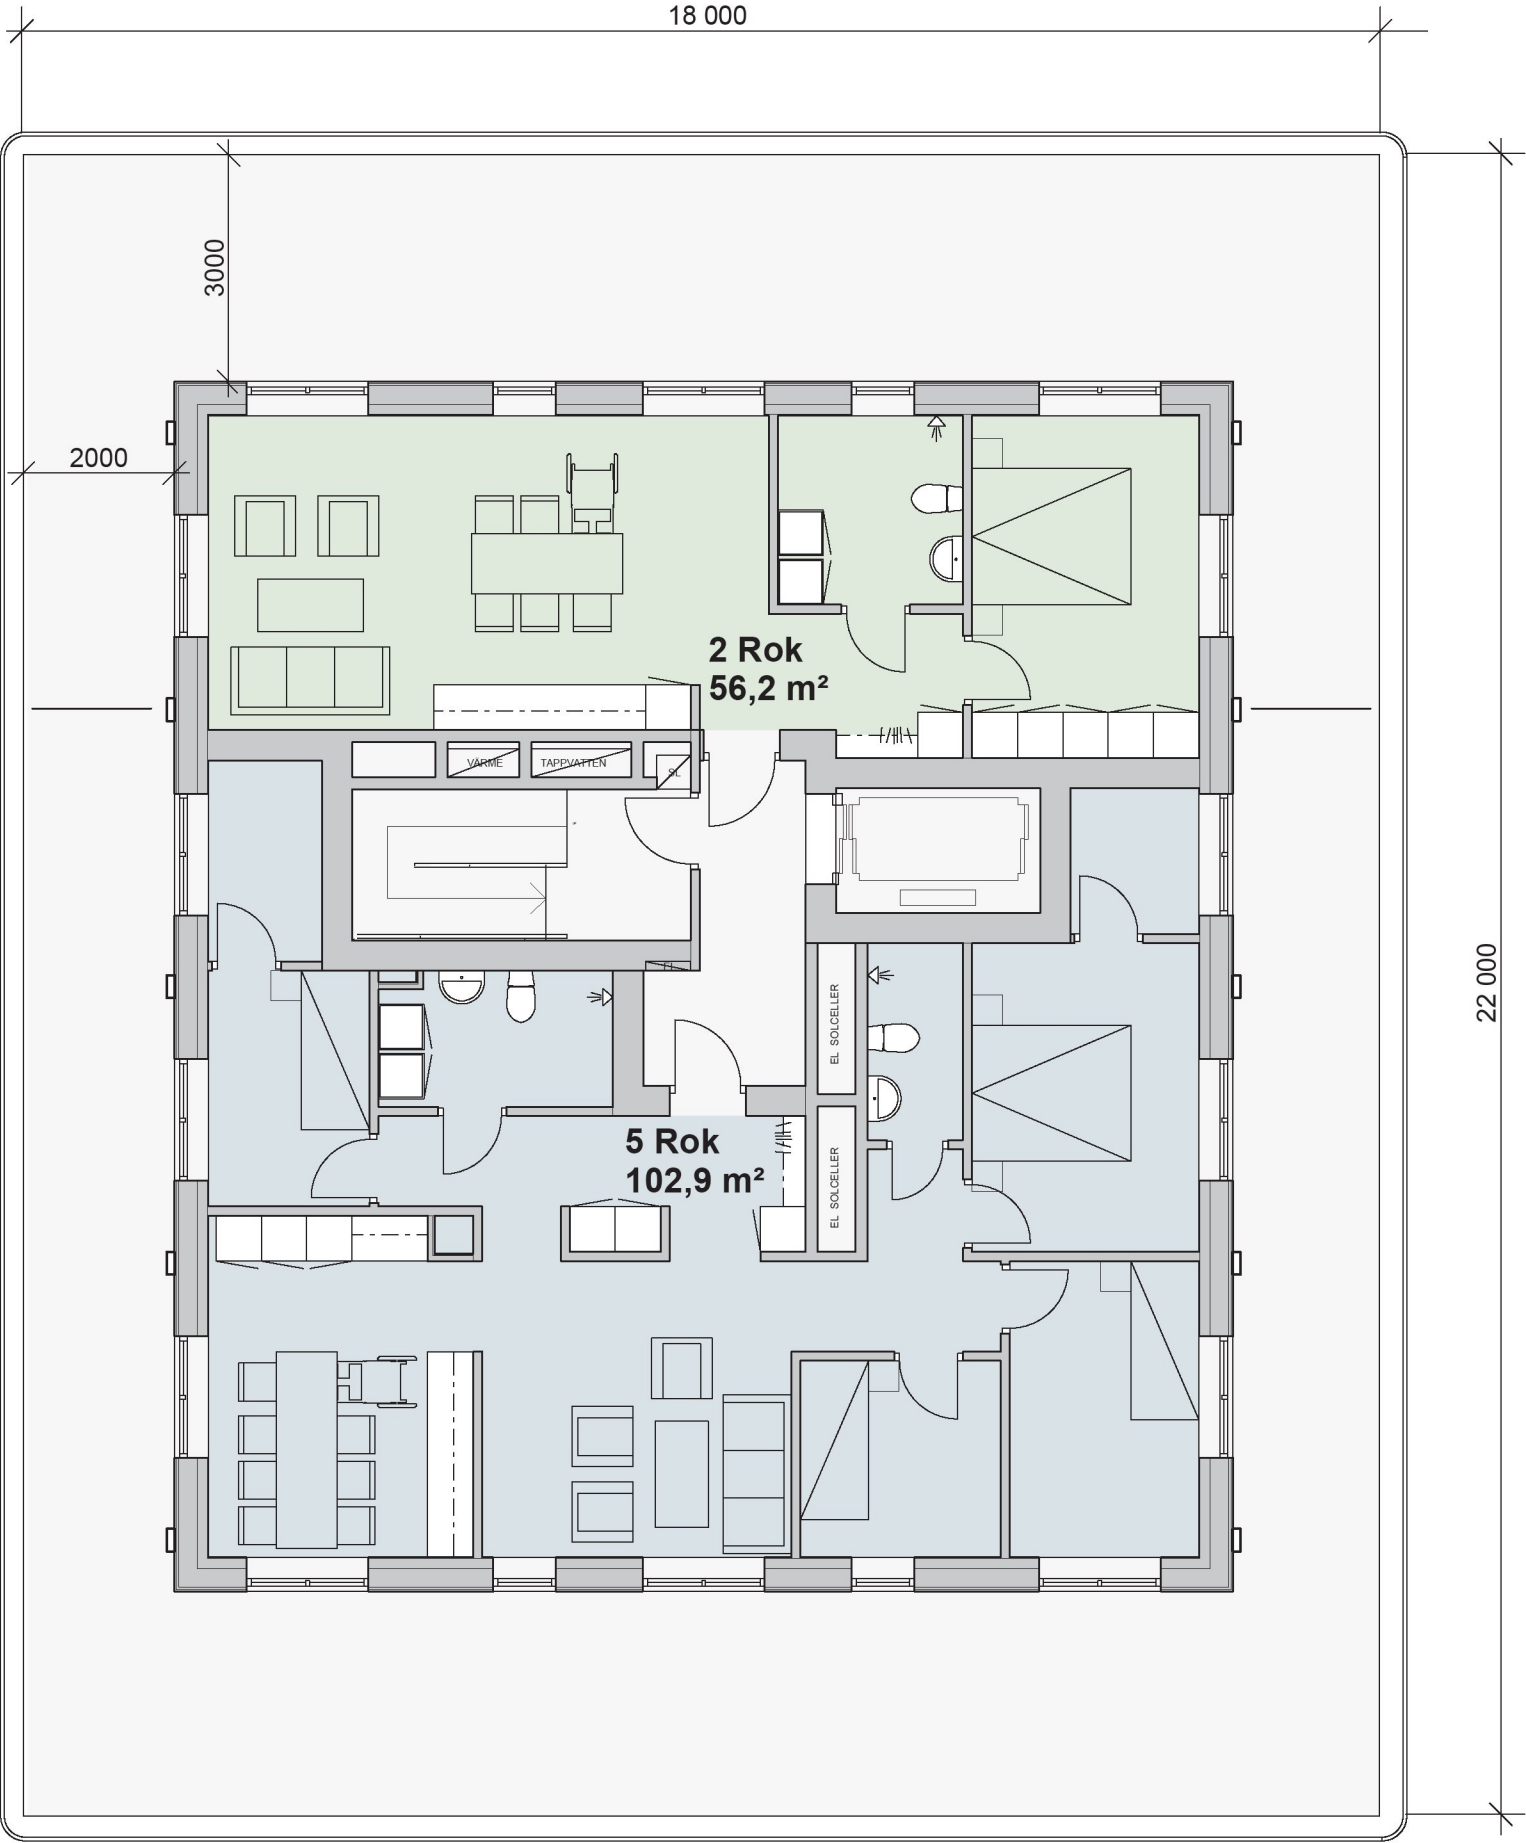 18 000
3000
2000
2 Rok
56,2 m²
VÄRME
TAPPVATTEN
SL
EL SOLCELLER
22 000
5 Rok
102,9 m²
EL SOLCELLER